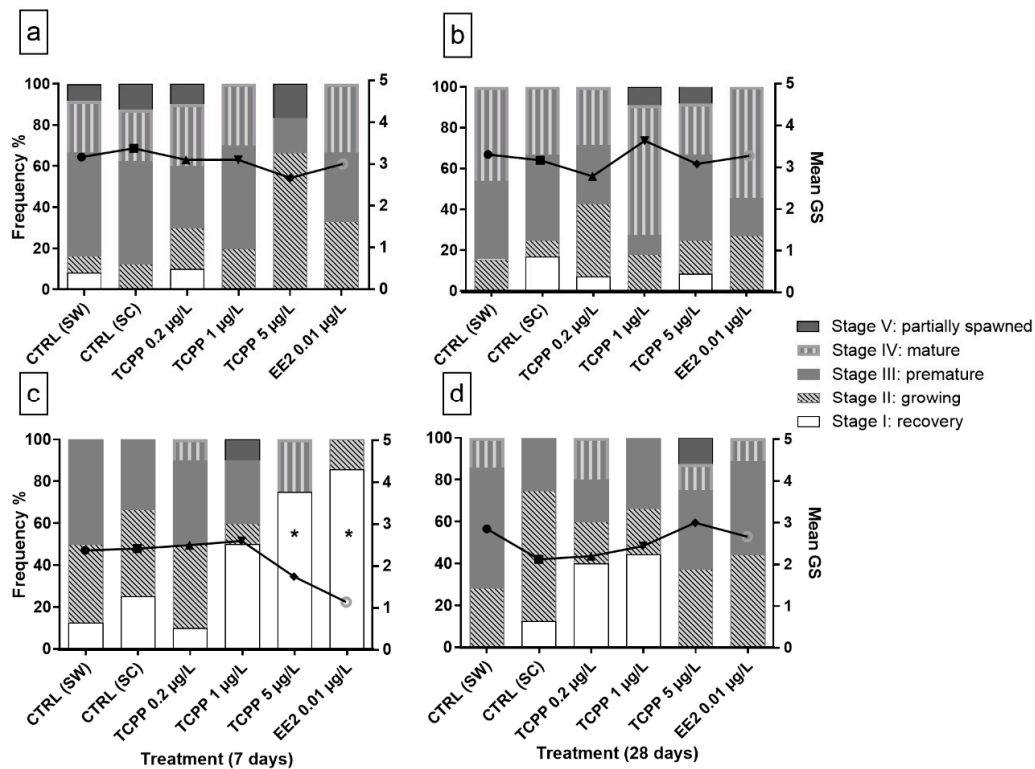 a
b
100
80
60
40
20
0
Frequency %
5
4
3
2
1
0
CTRL (SW)
CTRL (SC)
TCPP 0.2 µg/L
TCPP 1 µg/L
TCPP 5 µg/L
EE2 0.01 µg/L
100
80
60
40
20
0
5
4
3
2
1
0
Mean GS
CTRL (SW)
CTRL (SC)
TCPP 0.2 µg/L
TCPP 1 µg/L
TCPP 5 µg/L
EE2 0.01 µg/L
Stage V: partially spawned
Stage IV: mature
Stage III: premature
Stage II: growing
Stage I: recovery
c
d
100
80
60
40
20
0
Frequency %
* *
5
4
3
2
1
0
CTRL (SW)
CTRL (SC)
TCPP 0.2 µg/L
TCPP 1 µg/L
TCPP 5 µg/L
EE2 0.01 µg/L
Treatment (7 days)
100
80
60
40
20
0
5
4
3
2
1
0
Mean GS
CTRL (SW)
CTRL (SC)
TCPP 0.2 µg/L
TCPP 1 µg/L
TCPP 5 µg/L
EE2 0.01 µg/L
Treatment (28 days)